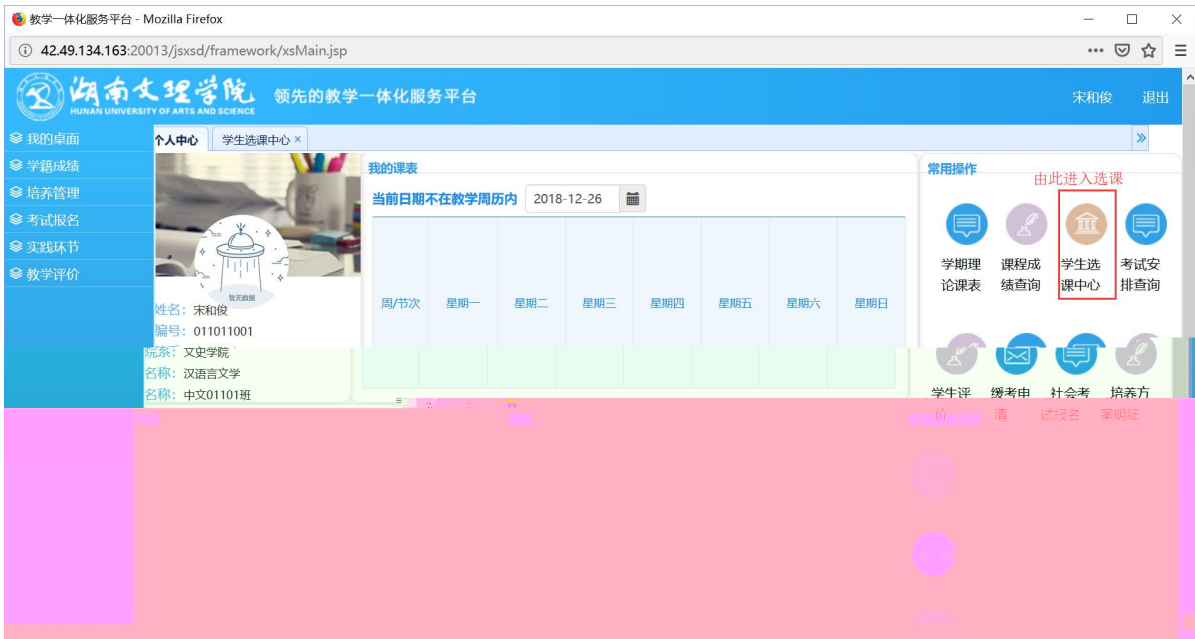 教学一体化服务平台 - Mozilla Firefox
42.49.134.163:20013/jsxsd/framework/xsMain.jsp
湖南文理学院
HUNAN UNIVERSITY OF ARTS AND SCIENCE
领先的教学一体化服务平台
宋和俊 退出
我的桌面
学籍成绩
培养管理
考试报名
实践环节
教学评价
个人中心 学生选课中心 ×
暂无数据
姓名：宋和俊
编号：011011001
院系：文史学院
名称：汉语言文学
名称：中文01101班
我的课表
当前日期不在教学周历内 2018-12-26
周/节次 星期一 星期二 星期三 星期四 星期五 星期六 星期日
常用操作
由此进入选课
学期理论课表
课程成绩查询
学生选课中心
考试安排查询
学生评价
缓考申请
社会考试报名
培养方案明细